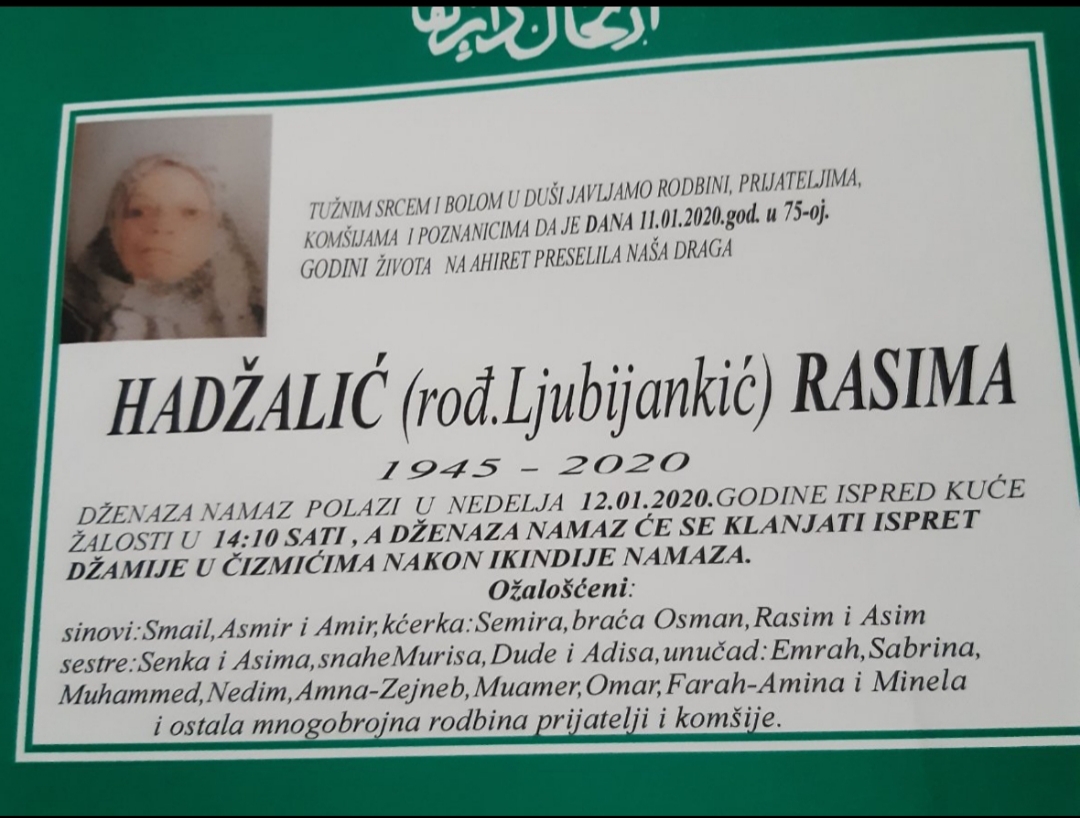 TUŽNIM SRCEM I BOLOM U DUŠI JAVLJAMO RODBINI, PRIJATELJIMA,
KOMŠIJAMA I POZNANICIMA DA JE DANA 11.01.2020.god. u 75-oj.
GODINI ŽIVOTA NA AHIRET PRESELILA NAŠA DRAGA
HADŽALIĆ (rođ.Ljubijankić) RASIMA
1945 - 2020
DŽENAZA NAMAZ POLAZI U NEDELJA 12.01.2020.GODINE ISPRED KUĆE
ŽALOSTI U 14:10 SATI , A DŽENAZA NAMAZ ĆE SE KLANJATI ISPRET
DŽAMIJE U ČIZMIĆIMA NAKON IKINDIJE NAMAZA.
Ožalošćeni:
sinovi:Smail,Asmir i Amir,kćerka:Semira,braća Osman,Rasim i Asim
sestre:Senka i Asima,snahe Murisa,Dude i Adisa,unučad:Emrah,Sabrina,
Muhammed,Nedim,Amna-Zejneb,Muamer,Omar,Farah-Amina i Minela
i ostala mnogobrojna rodbina prijatelji i komšije.